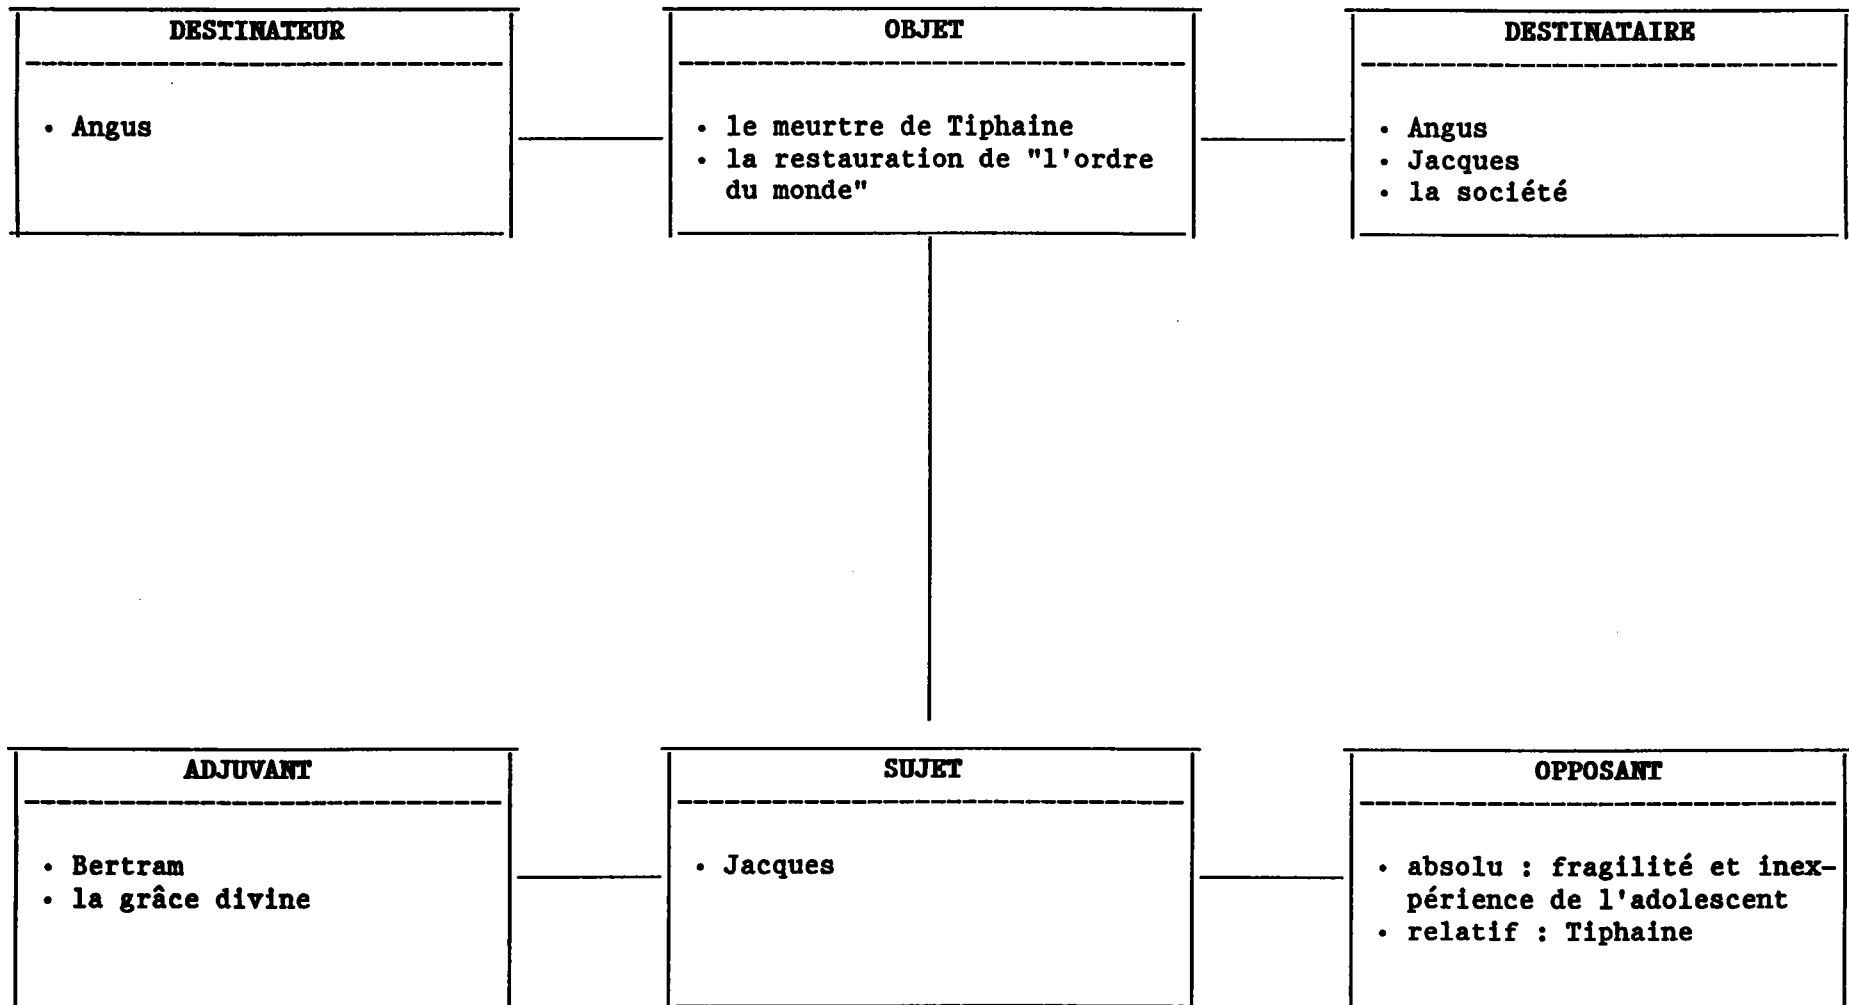 DESTINATEUR
• Angus
OBJET
• le meurtre de Tiphaine
• la restauration de "l'ordre
du monde"
DESTINATAIRE
• Angus
• Jacques
• la société
ADJUVANT
• Bertram
• la grâce divine
SUJET
• Jacques
OPPOSANT
• absolu : fragilité et inex-
périence de l'adolescent
• relatif : Tiphaine